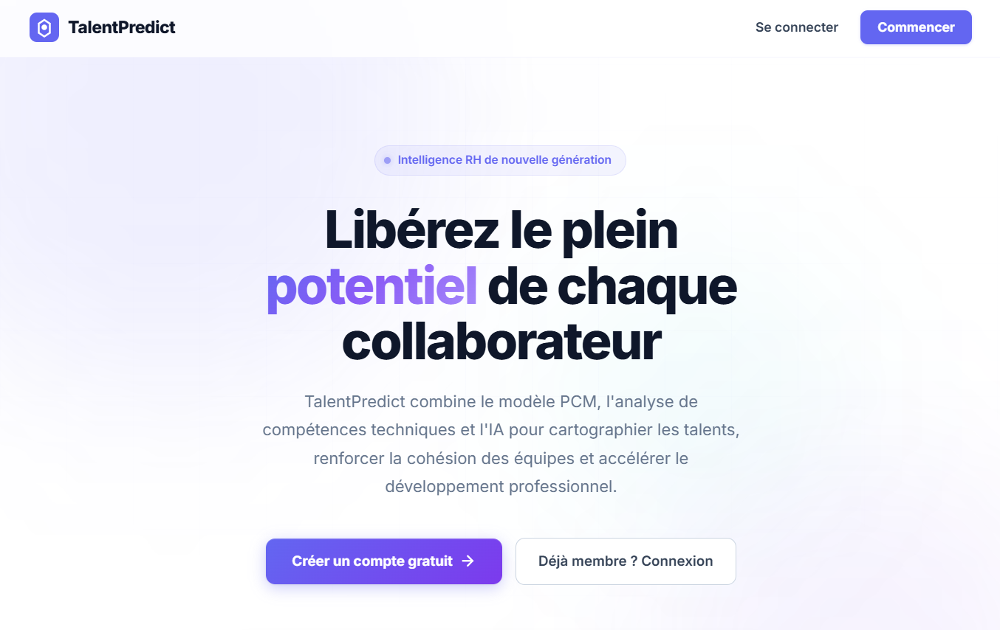 TalentPredict
Se connecter
Commencer
Intelligence RH de nouvelle génération
Libérez le plein
potentiel de chaque
collaborateur
TalentPredict combine le modèle PCM, l'analyse de
compétences techniques et l'IA pour cartographier les talents,
renforcer la cohésion des équipes et accélérer le
développement professionnel.
Créer un compte gratuit →
Déjà membre ? Connexion